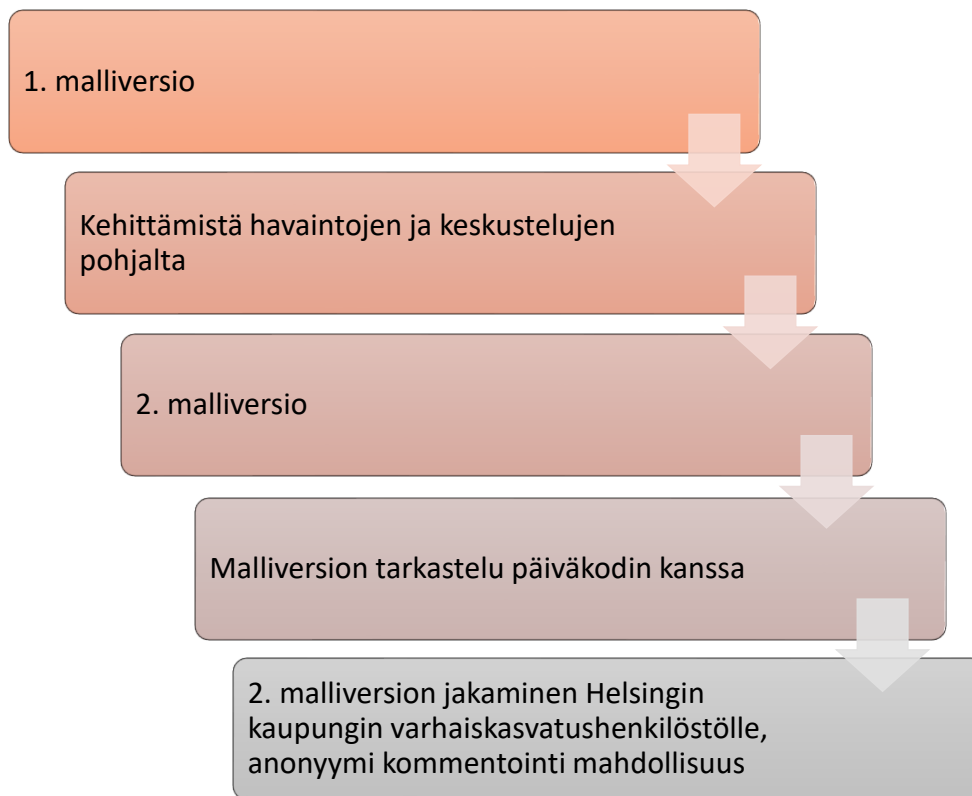 1. malliversio
Kehittämistä havaintojen ja keskustelujen
pohjalta
2. malliversio
Malliversion tarkastelu päiväkodin kanssa
2. malliversion jakaminen Helsingin
kaupungin varhaiskasvatushenkilöstölle,
anonyymi kommentointi mahdollisuus